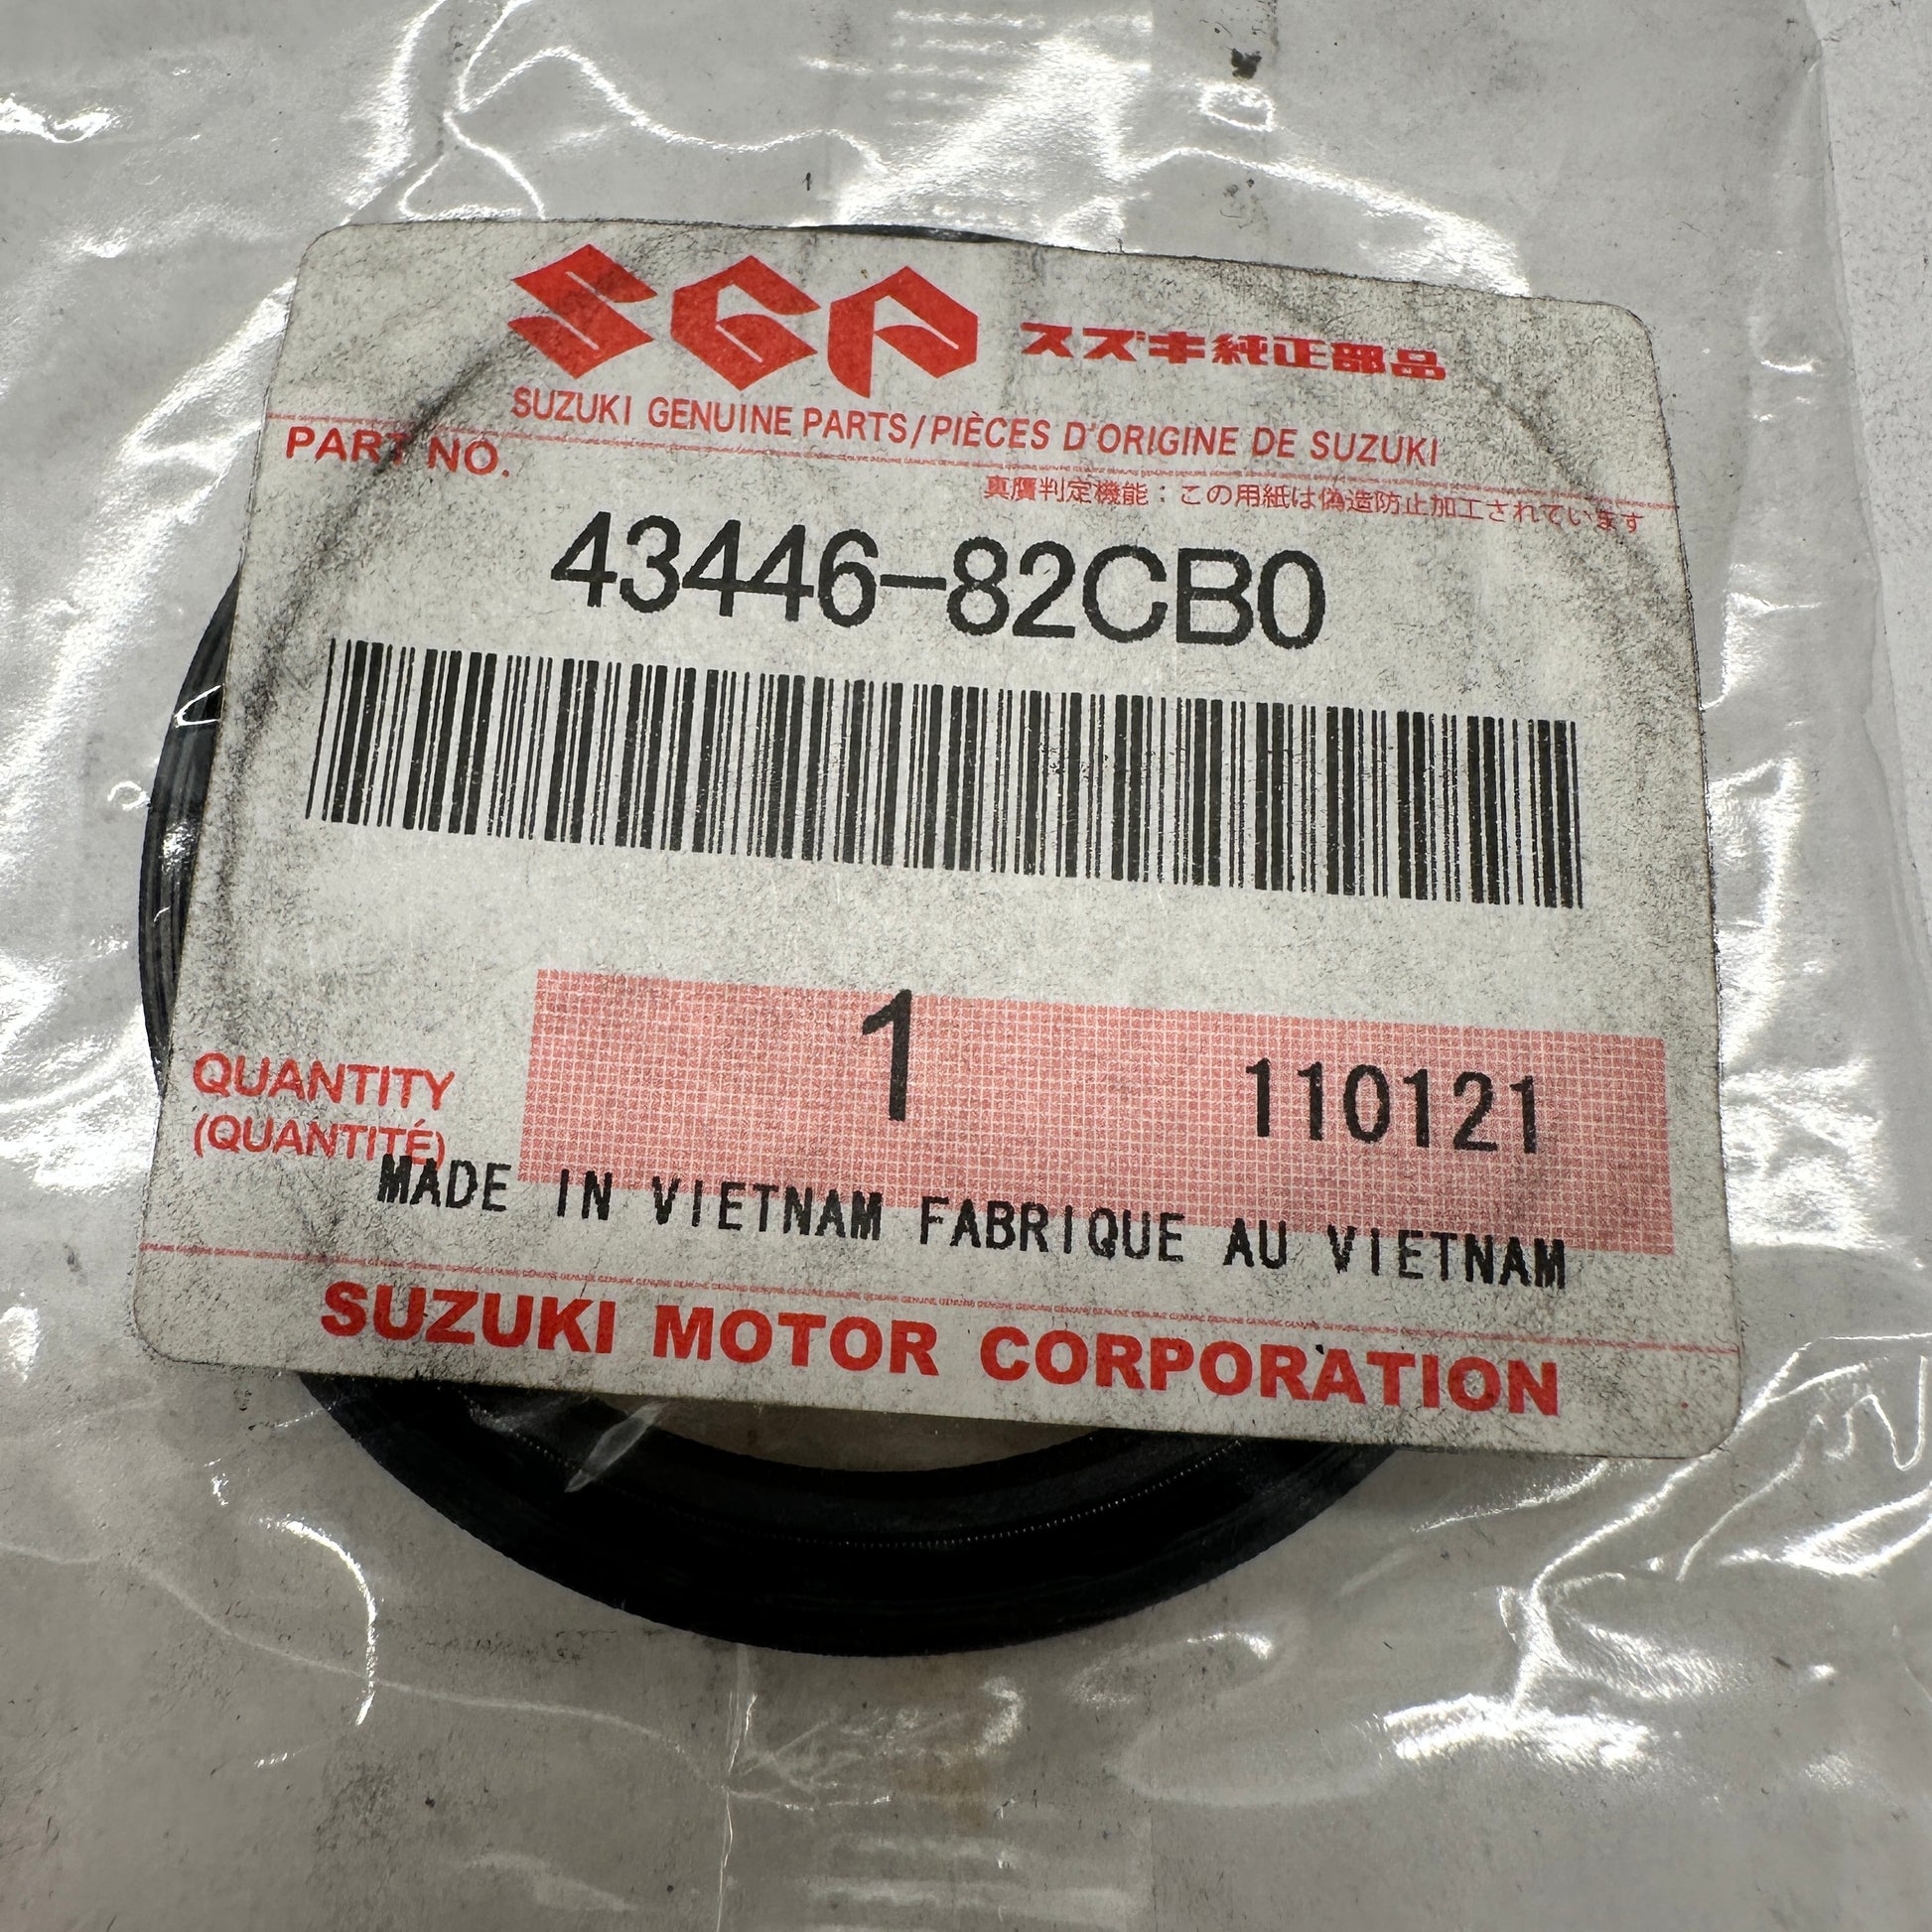 SGP スズキ純正部品
SUZUKI GENUINE PARTS/PIÈCES D'ORIGINE DE SUZUKI
PART NO.
真贋判定機能：この用紙は偽造防止加工されています
43446-82CB0
1 110121
QUANTITY
(QUANTITÉ)
MADE IN VIETNAM FABRIQUE AU VIETNAM
SUZUKI MOTOR CORPORATION